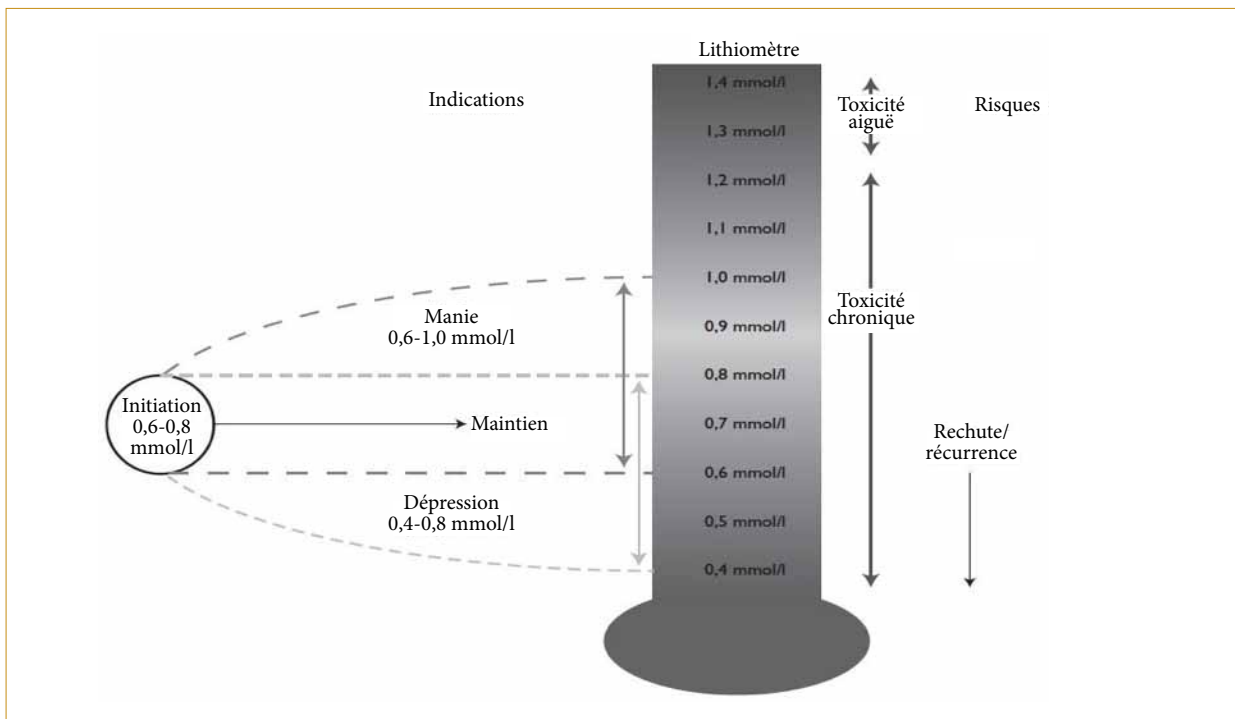 Lithiomètre
Indications
Risques
1,4 mmol/l
1,3 mmol/l
1,2 mmol/l
1,1 mmol/l
1,0 mmol/l
0,9 mmol/l
0,8 mmol/l
0,7 mmol/l
0,6 mmol/l
0,5 mmol/l
0,4 mmol/l
Toxicité
aiguë
Toxicité
chronique
Rechute/
récurrence
Manie
0,6-1,0 mmol/l
Initiation
0,6-0,8
mmol/l
Maintien
Dépression
0,4-0,8 mmol/l